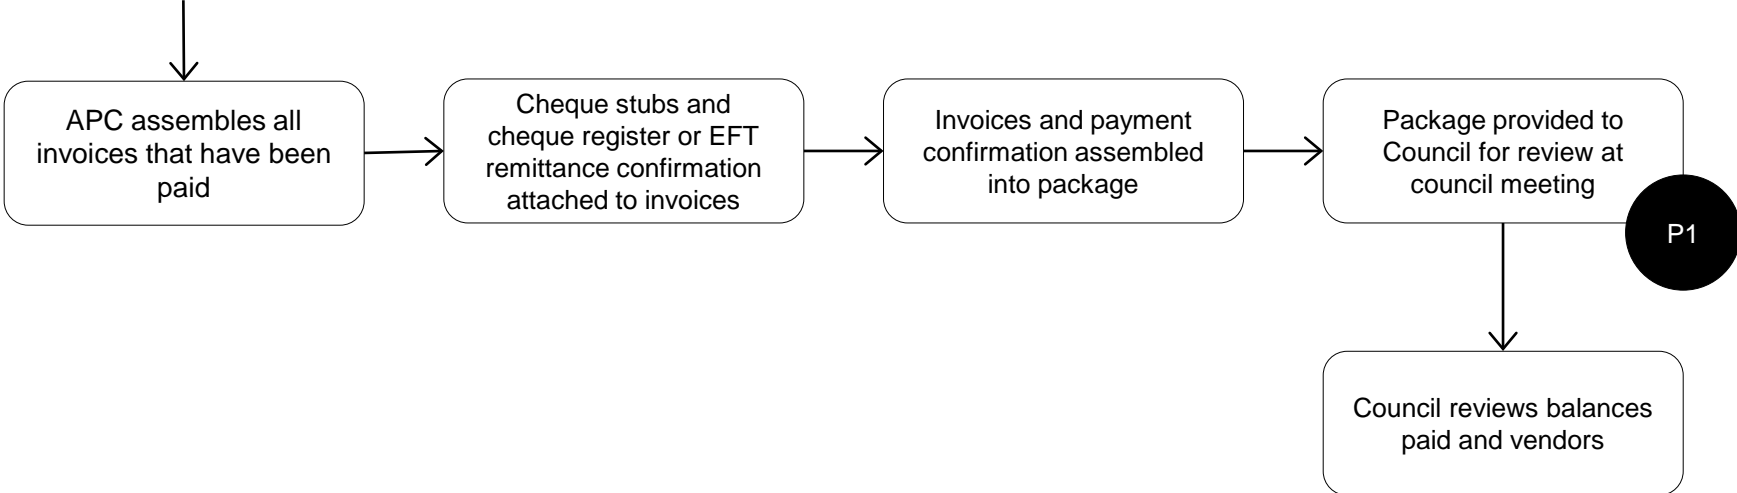 APC assembles all
invoices that have been
paid
Cheque stubs and
cheque register or EFT
remittance confirmation
attached to invoices
Invoices and payment
confirmation assembled
into package
Package provided to
Council for review at
council meeting
P1
Council reviews balances
paid and vendors